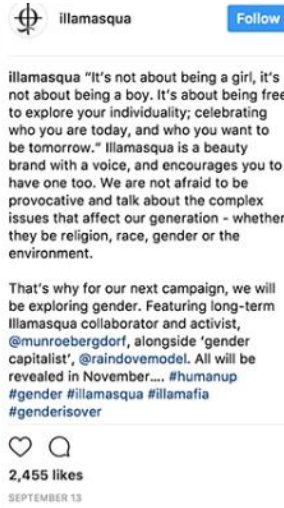 illamasqua
Follow
illamasqua "It's not about being a girl, it's
not about being a boy. It's about being free
to explore your individuality; celebrating
who you are today, and who you want to
be tomorrow." Illamasqua is a beauty
brand with a voice, and encourages you to
have one too. We are not afraid to be
provocative and talk about the complex
issues that affect our generation - whether
they be religion, race, gender or the
environment.
That's why for our next campaign, we will
be exploring gender. Featuring long-term
Illamasqua collaborator and activist,
@munroebergdorf, alongside 'gender
capitalist', @raindovemodel. All will be
revealed in November.... #humanup
#gender #illamasqua #illamafia
#genderisover
2,455 likes
SEPTEMBER 13